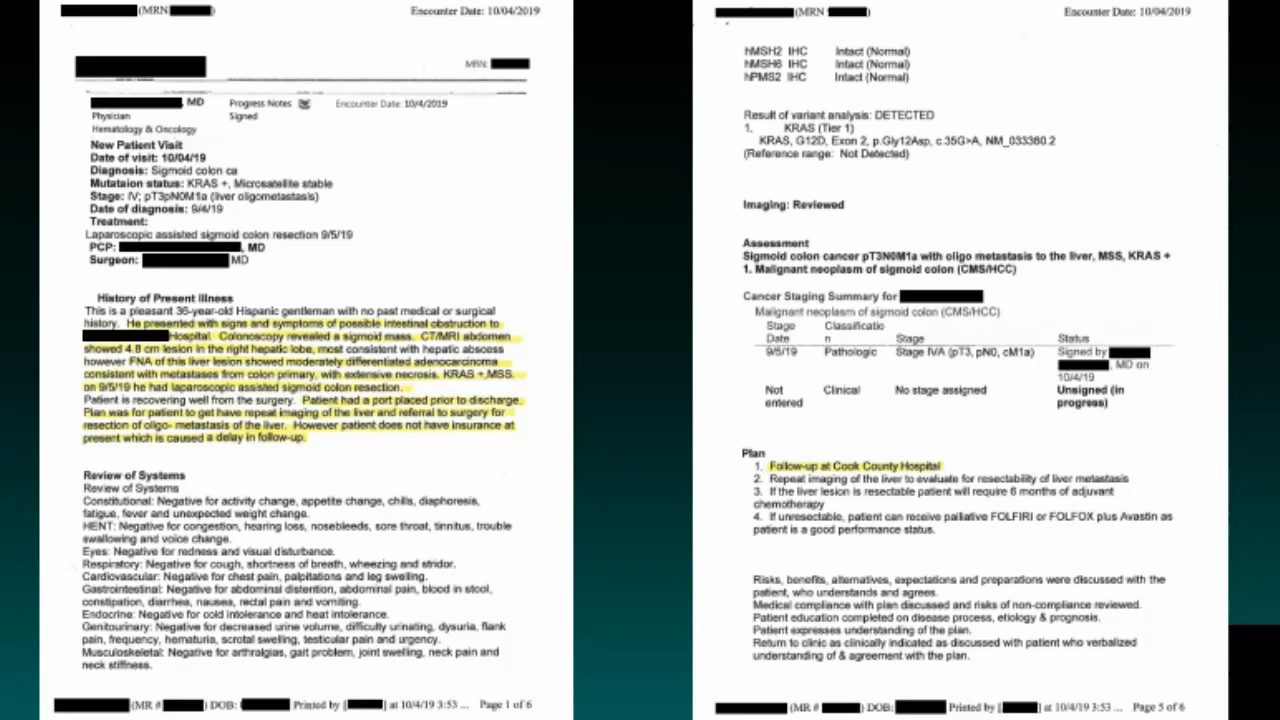 (MRN )
Encounter Date: 10/04/2019
MRN:
, MD
Progress Notes
Encounter Date: 10/4/2019
Physician
Signed
Hematology & Oncology
New Patient Visit
Date of visit: 10/04/19
Diagnosis: Sigmoid colon ca
Mutataion status: KRAS +, Microsatellite stable
Stage: IV; pT3pN0M1a (liver oligometastasis)
Date of diagnosis: 9/4/19
Treatment:
Laparoscopic assisted sigmoid colon resection 9/5/19
PCP: , MD
Surgeon: MD
History of Present Illness
This is a pleasant 36-year-old Hispanic gentleman with no past medical or surgical
history. He presented with signs and symptoms of possible intestinal obstruction to
Hospital. Colonoscopy revealed a sigmoid mass. CT/MRI abdomen
showed 4.8 cm lesion in the right hepatic lobe, most consistent with hepatic abscess
however FNA of this liver lesion showed moderately differentiated adenocarcinoma
consistent with metastases from colon primary, with extensive necrosis. KRAS +,MSS.
on 9/5/19 he had laparoscopic assisted sigmoid colon resection.
Patient is recovering well from the surgery. Patient had a port placed prior to discharge.
Plan was for patient to get have repeat imaging of the liver and referral to surgery for
resection of oligo- metastasis of the liver. However patient does not have insurance at
present which is caused a delay in follow-up.
Review of Systems
Review of Systems
Constitutional: Negative for activity change, appetite change, chills, diaphoresis,
fatigue, fever and unexpected weight change.
HENT: Negative for congestion, hearing loss, nosebleeds, sore throat, tinnitus, trouble
swallowing and voice change.
Eyes: Negative for redness and visual disturbance.
Respiratory: Negative for cough, shortness of breath, wheezing and stridor.
Cardiovascular: Negative for chest pain, palpitations and leg swelling.
Gastrointestinal: Negative for abdominal distention, abdominal pain, blood in stool,
constipation, diarrhea, nausea, rectal pain and vomiting.
Endocrine: Negative for cold intolerance and heat intolerance.
Genitourinary: Negative for decreased urine volume, difficulty urinating, dysuria, flank
pain, frequency, hematuria, scrotal swelling, testicular pain and urgency.
Musculoskeletal: Negative for arthralgias, gait problem, joint swelling, neck pain and
neck stiffness.
(MR # ) DOB: Printed by [ ] at 10/4/19 3:53 ... Page 1 of 6
(MRN )
Encounter Date: 10/04/2019
hMSH2 IHC Intact (Normal)
hMSH6 IHC Intact (Normal)
hPMS2 IHC Intact (Normal)
Result of variant analysis: DETECTED
1. KRAS (Tier 1)
KRAS, G12D, Exon 2, p.Gly12Asp, c.35G>A, NM_033360.2
(Reference range: Not Detected)
Imaging: Reviewed
Assessment
Sigmoid colon cancer pT3N0M1a with oligo metastasis to the liver, MSS, KRAS +
1. Malignant neoplasm of sigmoid colon (CMS/HCC)
Cancer Staging Summary for
Malignant neoplasm of sigmoid colon (CMS/HCC)
Stage Classificatio
Date n Stage Status
9/5/19 Pathologic Stage IVA (pT3, pN0, cM1a) Signed by
, MD on
10/4/19
Not Clinical No stage assigned Unsigned (in
entered progress)
Plan
1. Follow-up at Cook County Hospital
2. Repeat imaging of the liver to evaluate for resectability of liver metastasis
3. If the liver lesion is resectable patient will require 6 months of adjuvant
chemotherapy
4. If unresectable, patient can receive palliative FOLFIRI or FOLFOX plus Avastin as
patient is a good performance status.
Risks, benefits, alternatives, expectations and preparations were discussed with the
patient, who understands and agrees.
Medical compliance with plan discussed and risks of non-compliance reviewed.
Patient education completed on disease process, etiology & prognosis.
Patient expresses understanding of the plan.
Return to clinic as clinically indicated as discussed with patient who verbalized
understanding of & agreement with the plan.
(MR # ) DOB: Printed by [ ] at 10/4/19 3:53 ... Page 5 of 6